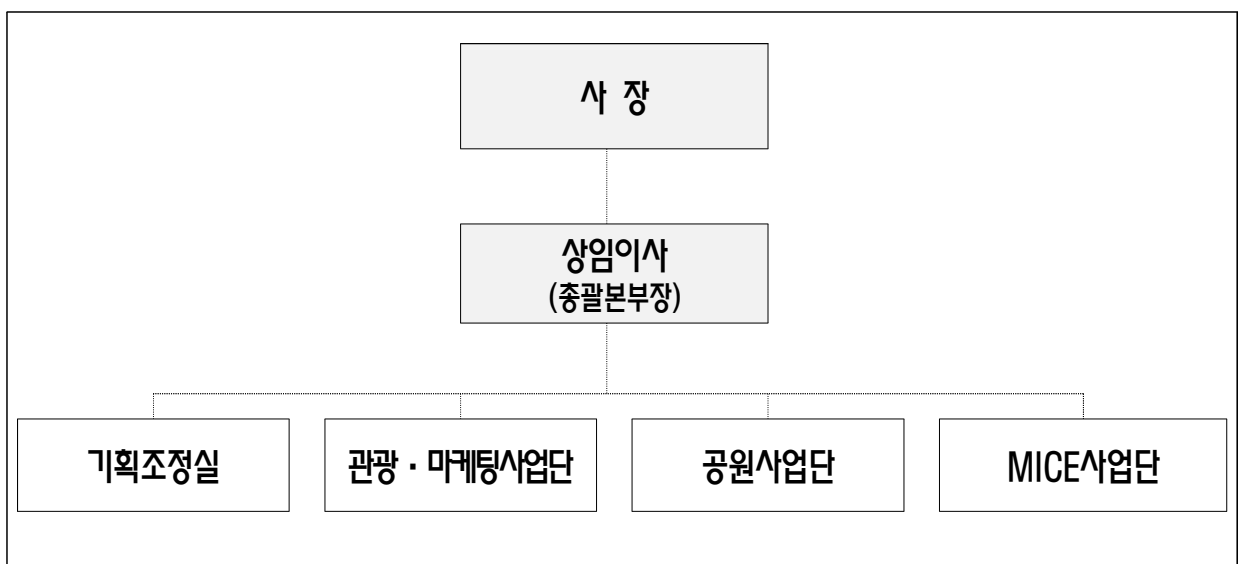 사 장
상임이사
(총괄본부장)
기획조정실
관광 · 마케팅사업단
공원사업단
MICE사업단